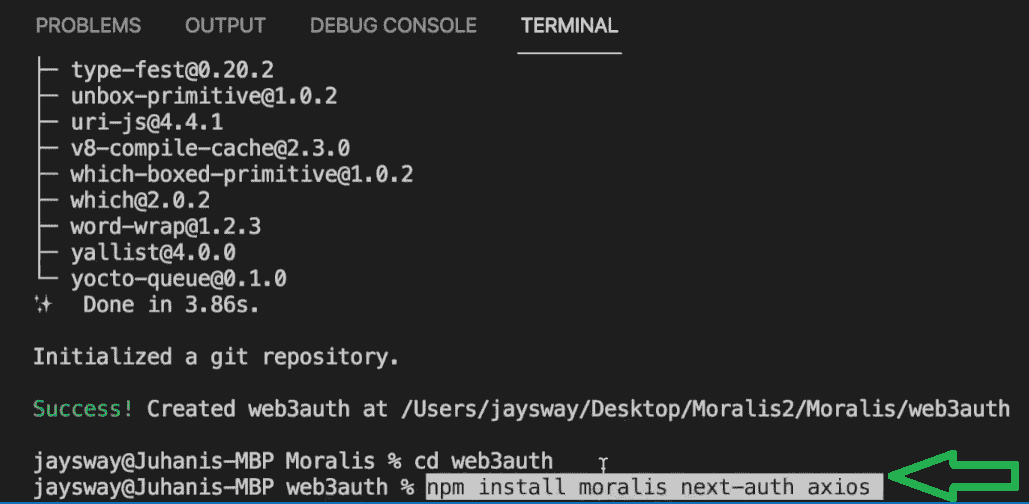 PROBLEMS OUTPUT DEBUG CONSOLE TERMINAL
├─ type-fest@0.20.2
├─ unbox-primitive@1.0.2
├─ uri-js@4.4.1
├─ v8-compile-cache@2.3.0
├─ which-boxed-primitive@1.0.2
├─ which@2.0.2
├─ word-wrap@1.2.3
├─ yallist@4.0.0
└─ yocto-queue@0.1.0
✨ Done in 3.86s.
Initialized a git repository.
Success! Created web3auth at /Users/jaysway/Desktop/Moralis2/Moralis/web3auth
jaysway@Juhanis-MBP Moralis % cd web3auth
jaysway@Juhanis-MBP web3auth % npm install moralis next-auth axios